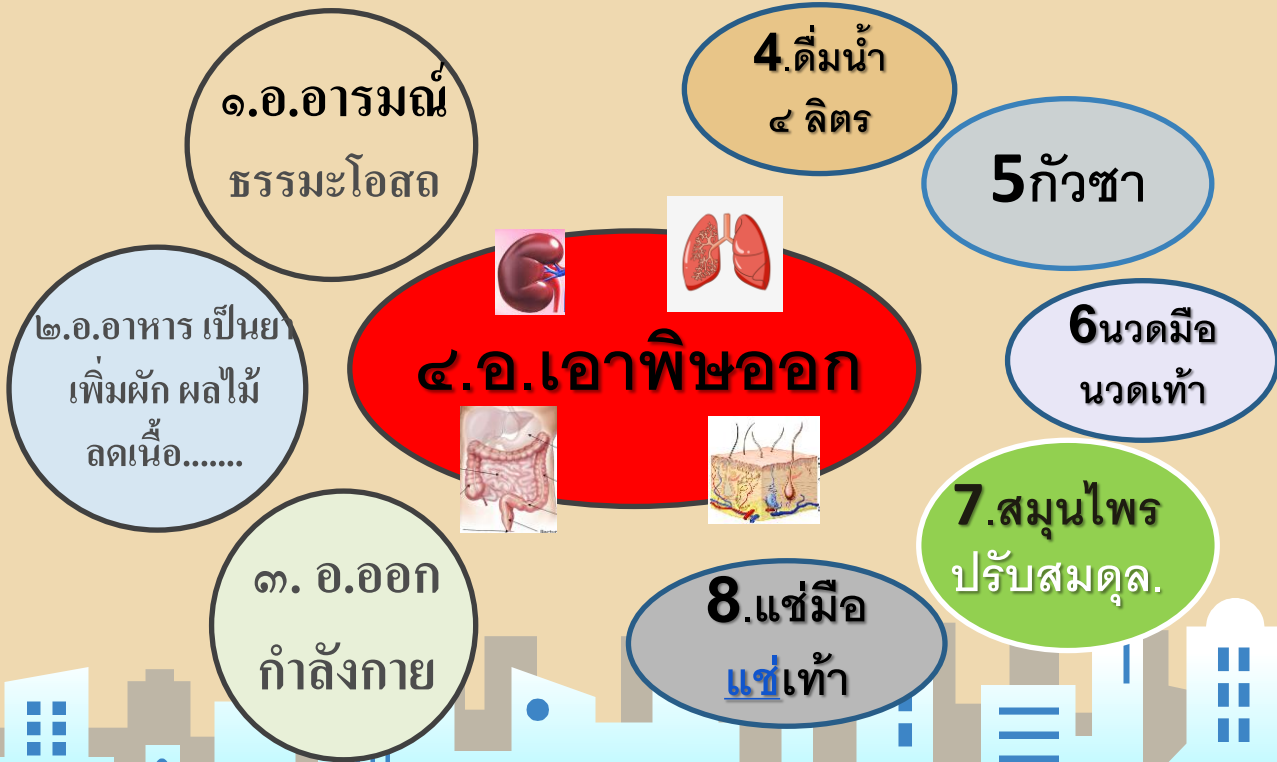 ๑.อ.อารมณ์
ธรรมะโอสถ
๒.อ.อาหาร เป็นยา
เพิ่มผัก ผลไม้
ลดเนื้อ.......
๓. อ.ออก
กำลังกาย
๔.อ.เอาพิษออก
4.ดื่มน้ำ
๔ ลิตร
5กัวซา
6นวดมือ
นวดเท้า
7.สมุนไพร
ปรับสมดุล.
8.แช่มือ
แช่เท้า